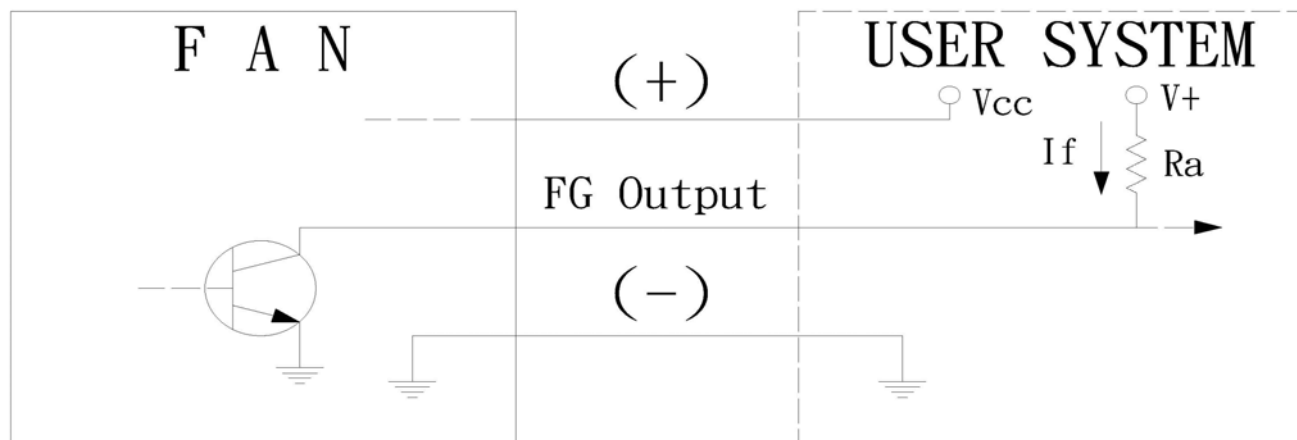 F A N
USER SYSTEM
(+)
Vcc
V+
If
Ra
FG Output
(-)